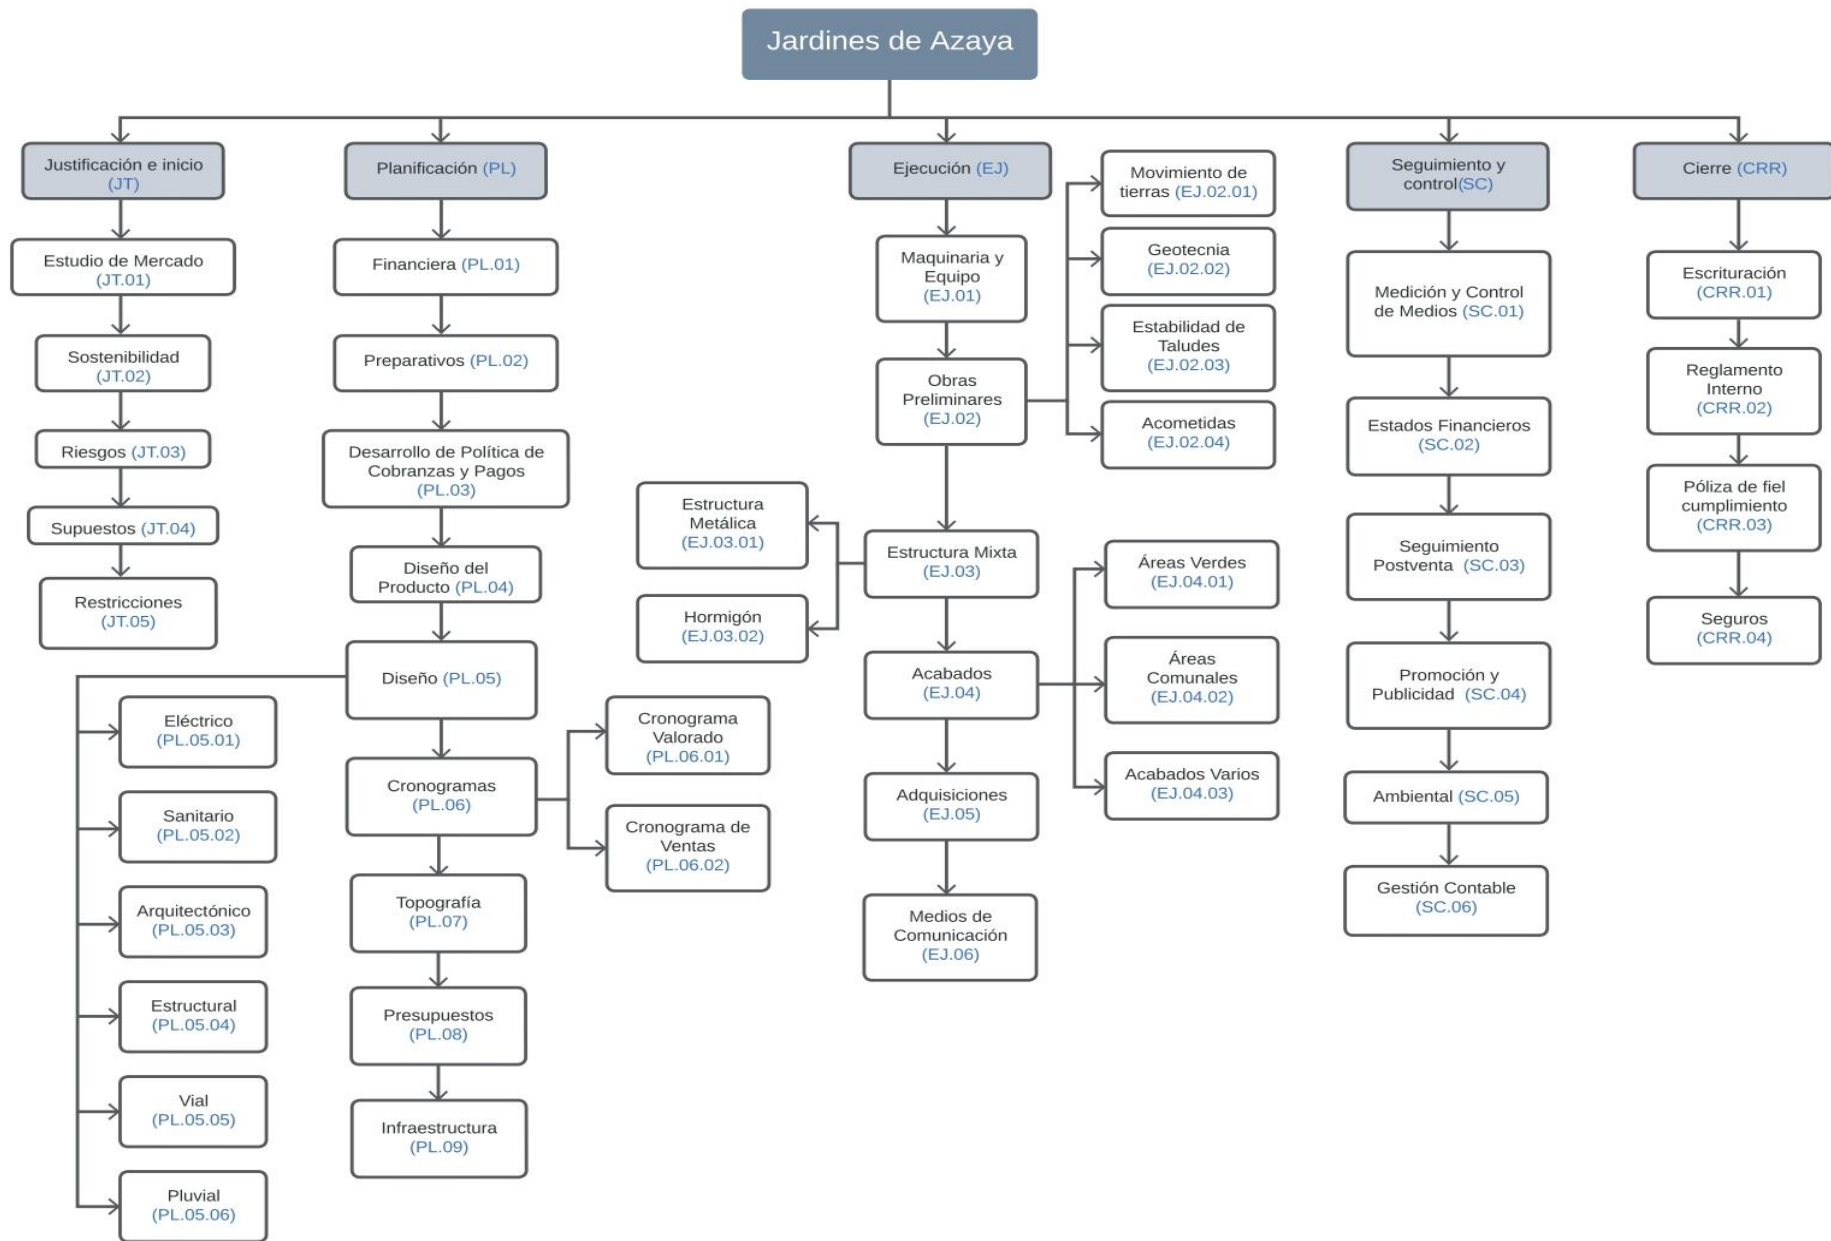 Jardines de Azaya
Justificación e inicio
(JT)
Estudio de Mercado
(JT.01)
Sostenibilidad
(JT.02)
Riesgos (JT.03)
Supuestos (JT.04)
Restricciones
(JT.05)
Planificación (PL)
Financiera (PL.01)
Preparativos (PL.02)
Desarrollo de Política de
Cobranzas y Pagos
(PL.03)
Diseño del
Producto (PL.04)
Diseño (PL.05)
Eléctrico
(PL.05.01)
Sanitario
(PL.05.02)
Arquitectónico
(PL.05.03)
Estructural
(PL.05.04)
Vial
(PL.05.05)
Pluvial
(PL.05.06)
Cronogramas
(PL.06)
Cronograma
Valorado
(PL.06.01)
Cronograma de
Ventas
(PL.06.02)
Topografía
(PL.07)
Presupuestos
(PL.08)
Infraestructura
(PL.09)
Ejecución (EJ)
Maquinaria y
Equipo
(EJ.01)
Obras
Preliminares
(EJ.02)
Movimiento de
tierras (EJ.02.01)
Geotecnia
(EJ.02.02)
Estabilidad de
Taludes
(EJ.02.03)
Acometidas
(EJ.02.04)
Estructura Mixta
(EJ.03)
Estructura
Metálica
(EJ.03.01)
Hormigón
(EJ.03.02)
Acabados
(EJ.04)
Áreas Verdes
(EJ.04.01)
Áreas
Comunales
(EJ.04.02)
Acabados Varios
(EJ.04.03)
Adquisiciones
(EJ.05)
Medios de
Comunicación
(EJ.06)
Seguimiento y
control(SC)
Medición y Control
de Medios (SC.01)
Estados Financieros
(SC.02)
Seguimiento
Postventa (SC.03)
Promoción y
Publicidad (SC.04)
Ambiental (SC.05)
Gestión Contable
(SC.06)
Cierre (CRR)
Escrituración
(CRR.01)
Reglamento
Interno
(CRR.02)
Póliza de fiel
cumplimiento
(CRR.03)
Seguros
(CRR.04)